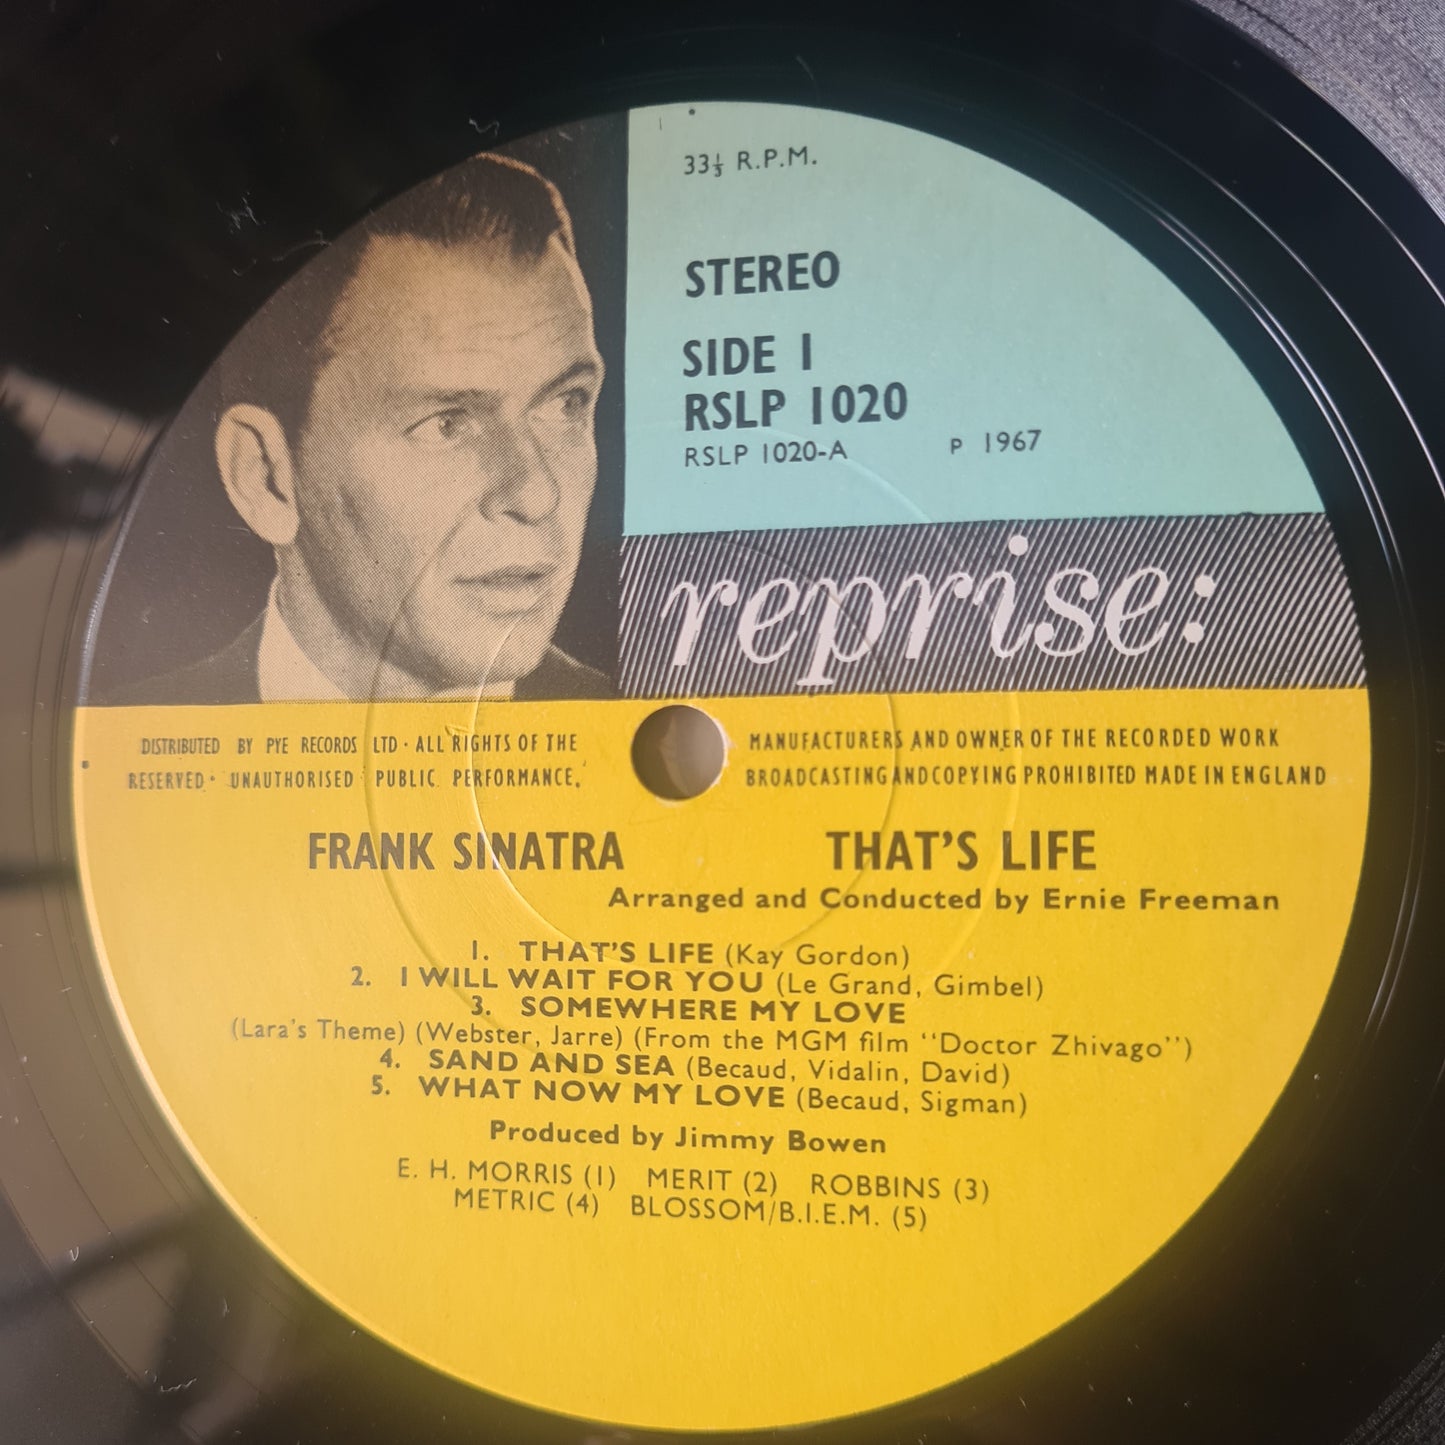 33⅓ R.P.M.
STEREO
SIDE 1
RSLP 1020
RSLP 1020-A P 1967
reprise:
DISTRIBUTED BY PYE RECORDS LTD · ALL RIGHTS OF THE MANUFACTURERS AND OWNER OF THE RECORDED WORK
RESERVED · UNAUTHORISED PUBLIC PERFORMANCE, BROADCASTING AND COPYING PROHIBITED MADE IN ENGLAND
FRANK SINATRA THAT'S LIFE
Arranged and Conducted by Ernie Freeman
1. THAT'S LIFE (Kay Gordon)
2. I WILL WAIT FOR YOU (Le Grand, Gimbel)
3. SOMEWHERE MY LOVE
(Lara's Theme) (Webster, Jarre) (From the MGM film "Doctor Zhivago")
4. SAND AND SEA (Becaud, Vidalin, David)
5. WHAT NOW MY LOVE (Becaud, Sigman)
Produced by Jimmy Bowen
E. H. MORRIS (1) MERIT (2) ROBBINS (3)
METRIC (4) BLOSSOM/B.I.E.M. (5)